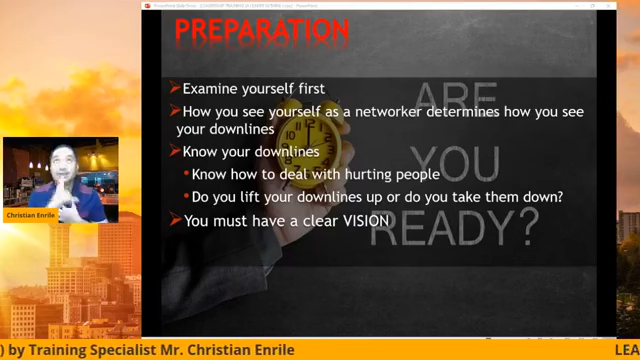 PREPARATION
Examine yourself first
How you see yourself as a networker determines how you see
your downlines
Know your downlines
Know how to deal with hurting people
Do you lift your downlines up or do you take them down?
You must have a clear VISION
ARE
YOU
READY?
Christian Enrile
) by Training Specialist Mr. Christian Enrile
LEA